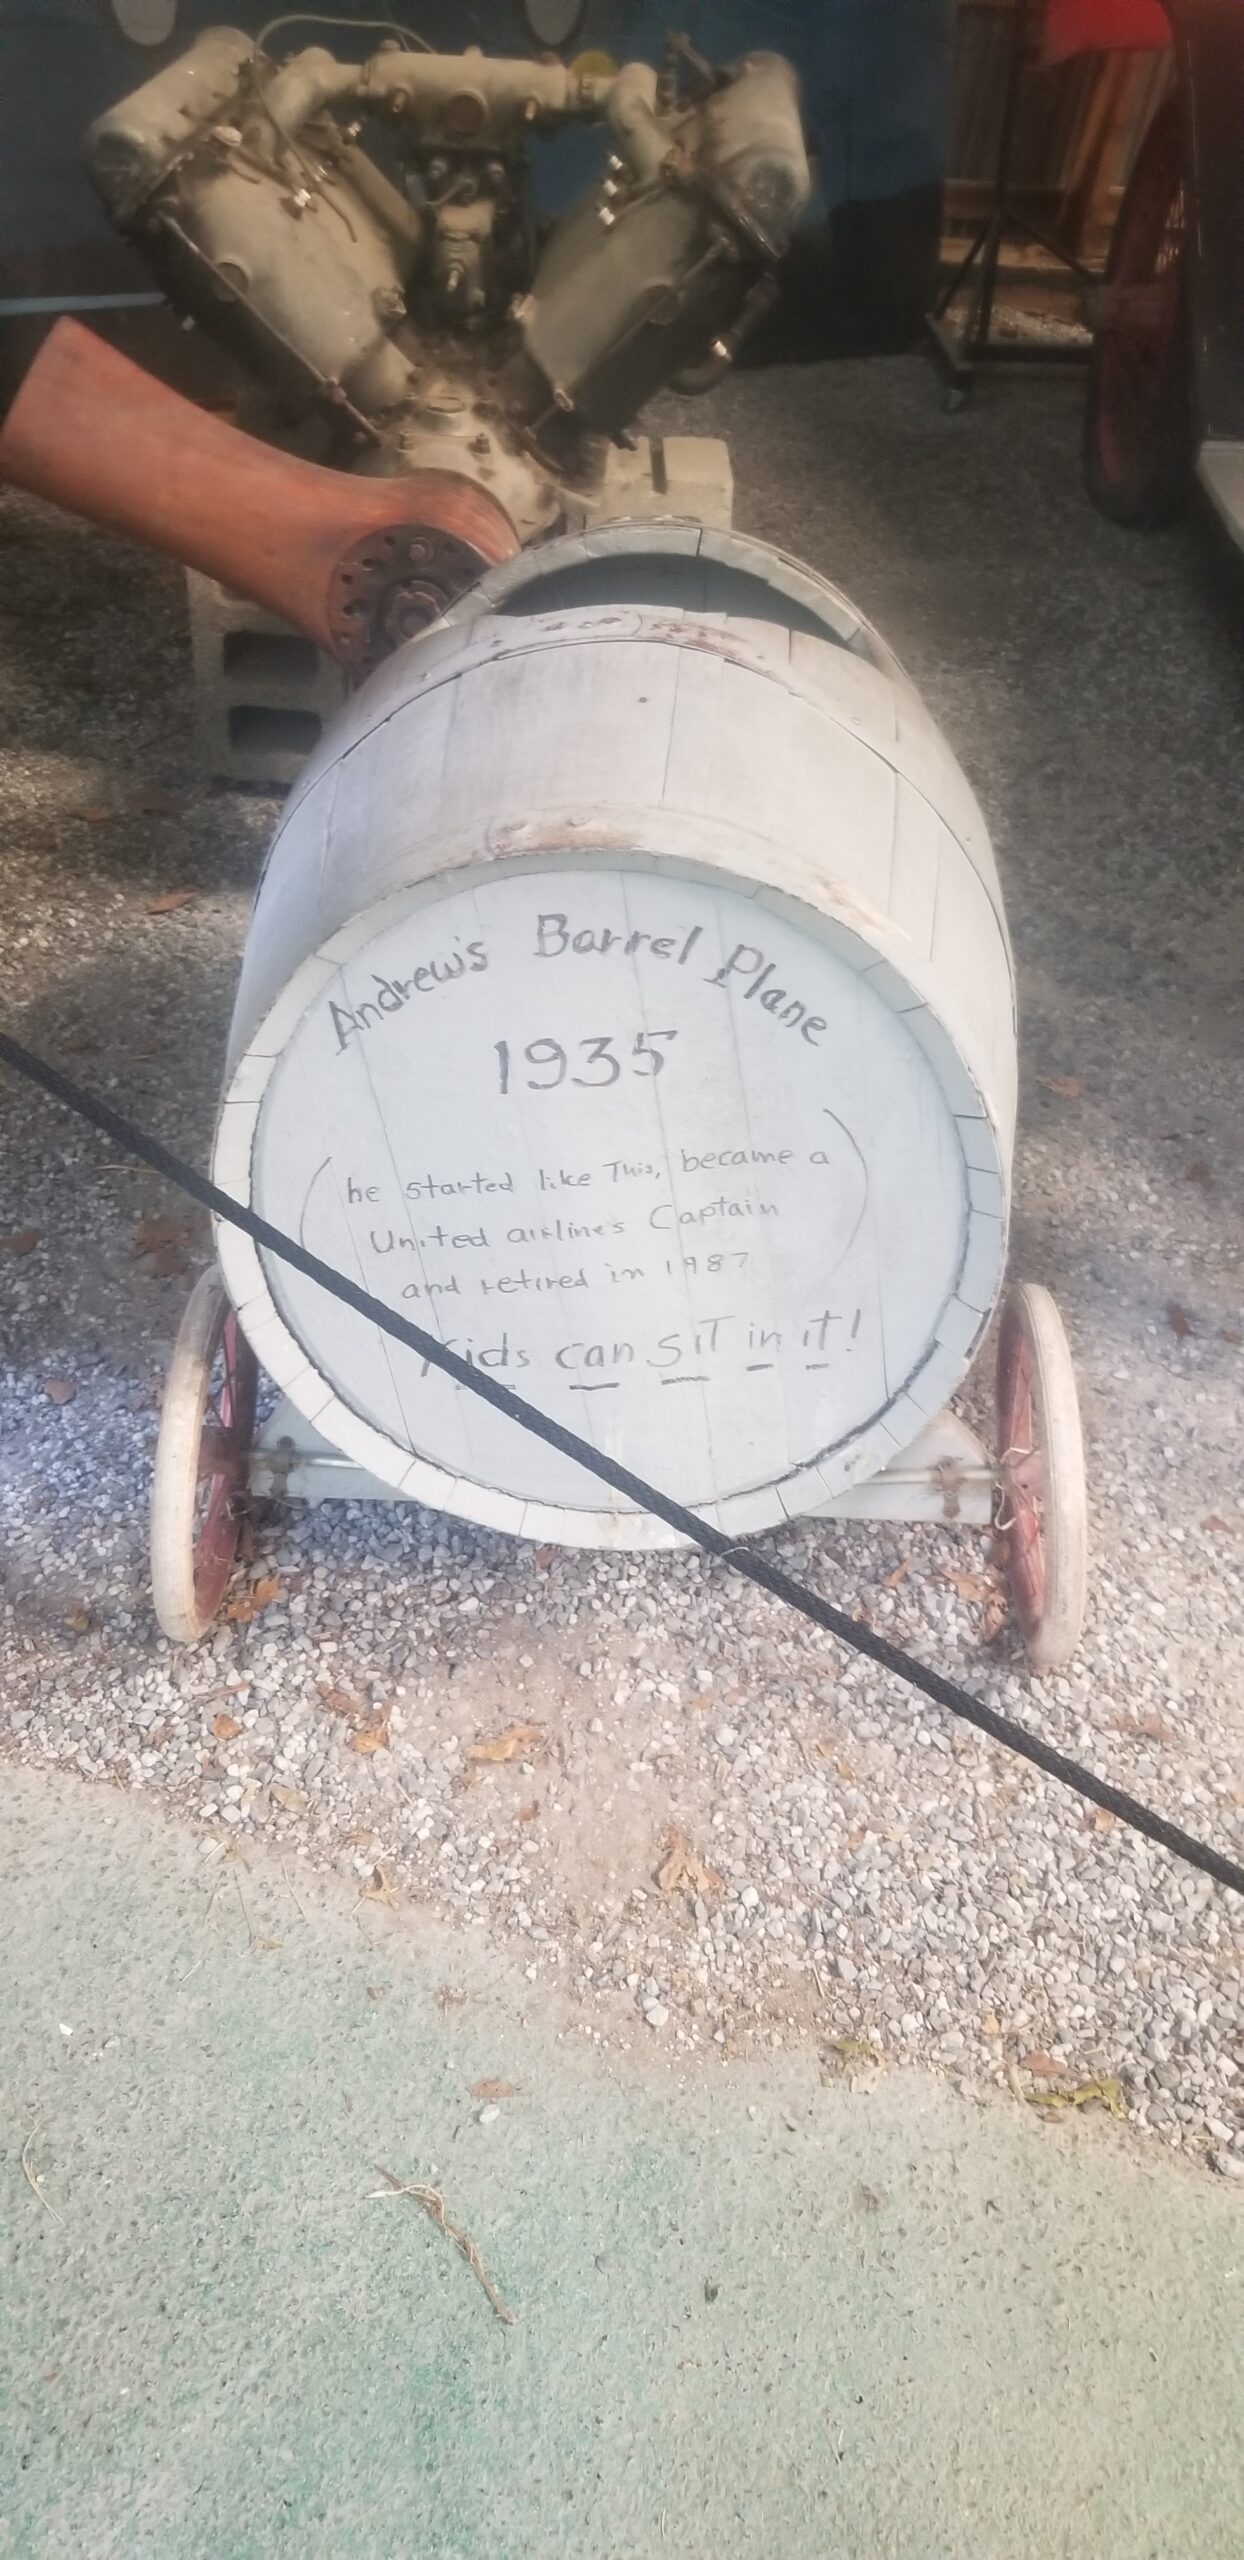 Andrew's Barrel Plane
1935
(he started like This, became a
United airline's Captain
and retired in 1987)
Kids can SIT in it!